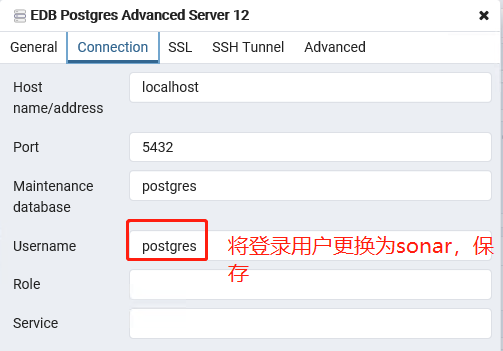 EDB Postgres Advanced Server 12
General Connection SSL SSH Tunnel Advanced
Host name/address localhost
Port 5432
Maintenance database postgres
Username postgres
将登录用户更换为sonar，保存
Role
Service